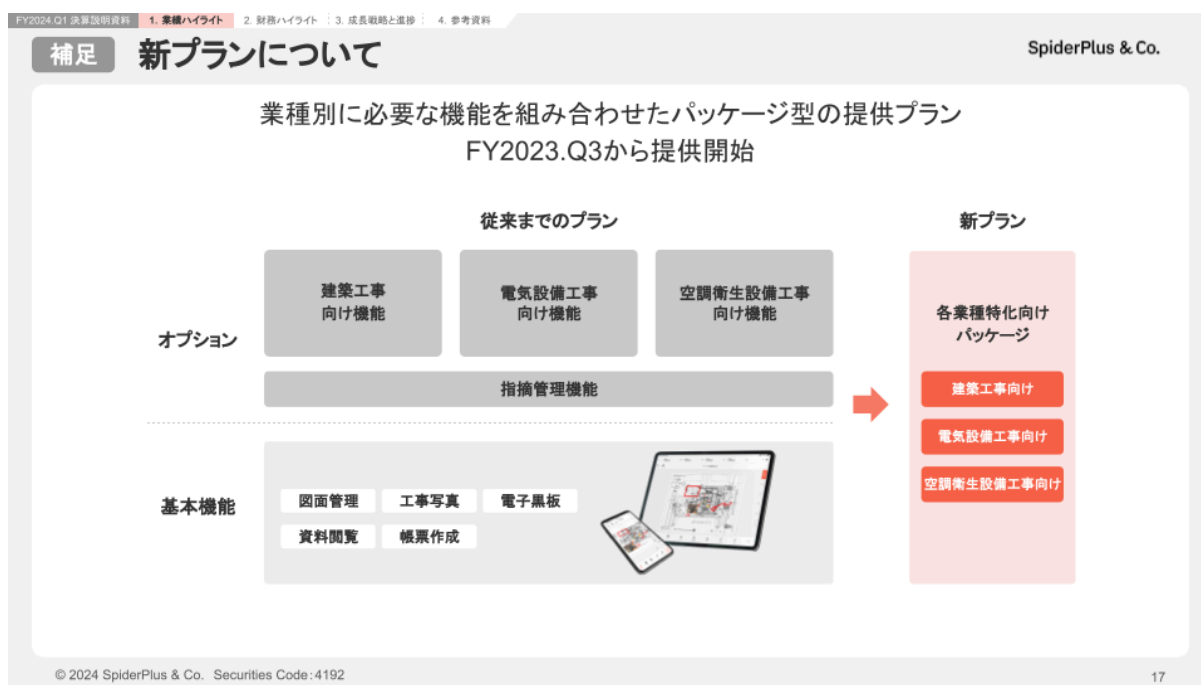 FY2024.Q1 決算説明資料
1. 業績ハイライト
2. 財務ハイライト
3. 成長戦略と進捗
4. 参考資料
補足
新プランについて
SpiderPlus & Co.
業種別に必要な機能を組み合わせたパッケージ型の提供プラン
FY2023.Q3から提供開始
従来までのプラン
新プラン
オプション
建築工事
向け機能
電気設備工事
向け機能
空調衛生設備工事
向け機能
指摘管理機能
各業種特化向け
パッケージ
建築工事向け
電気設備工事向け
空調衛生設備工事向け
基本機能
図面管理
工事写真
電子黒板
資料閲覧
帳票作成
© 2024 SpiderPlus & Co. Securities Code:4192
17